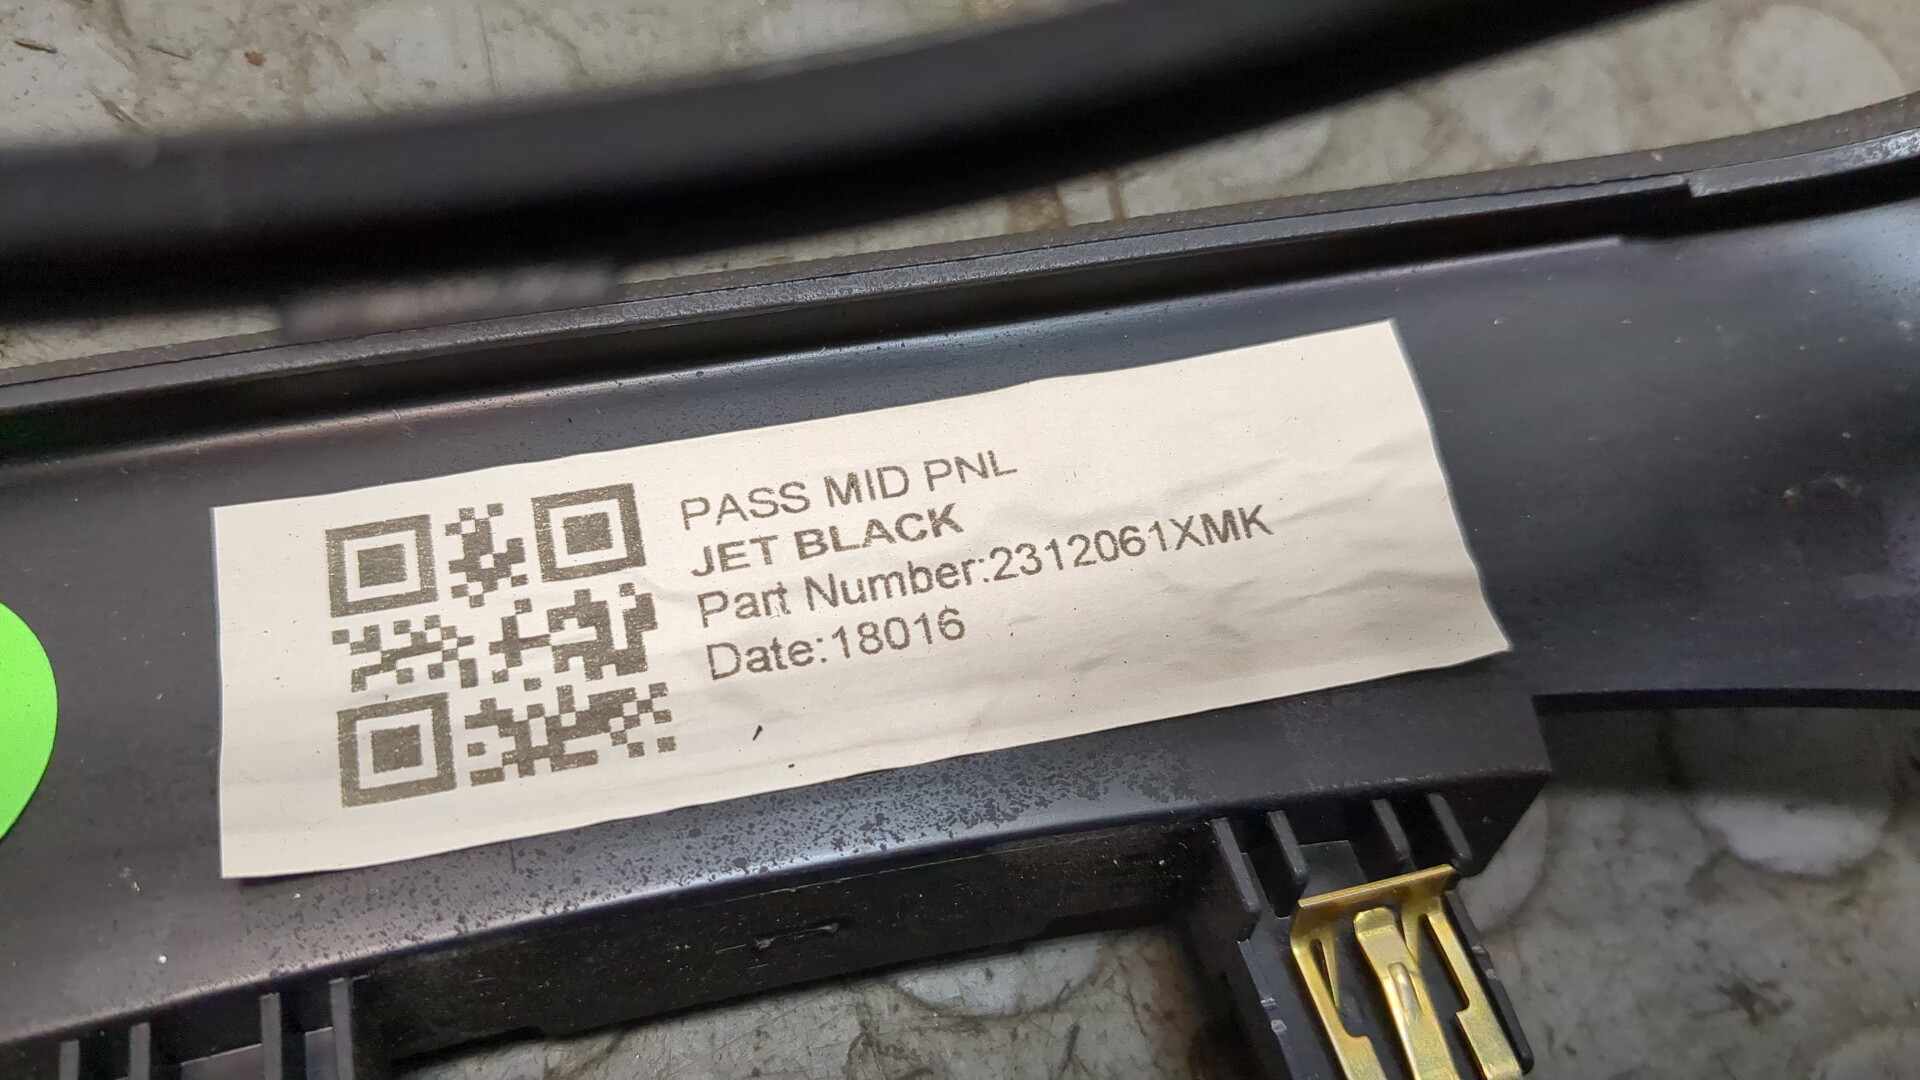 PASS MID PNL
JET BLACK
Part Number:2312061XMK
Date:18016